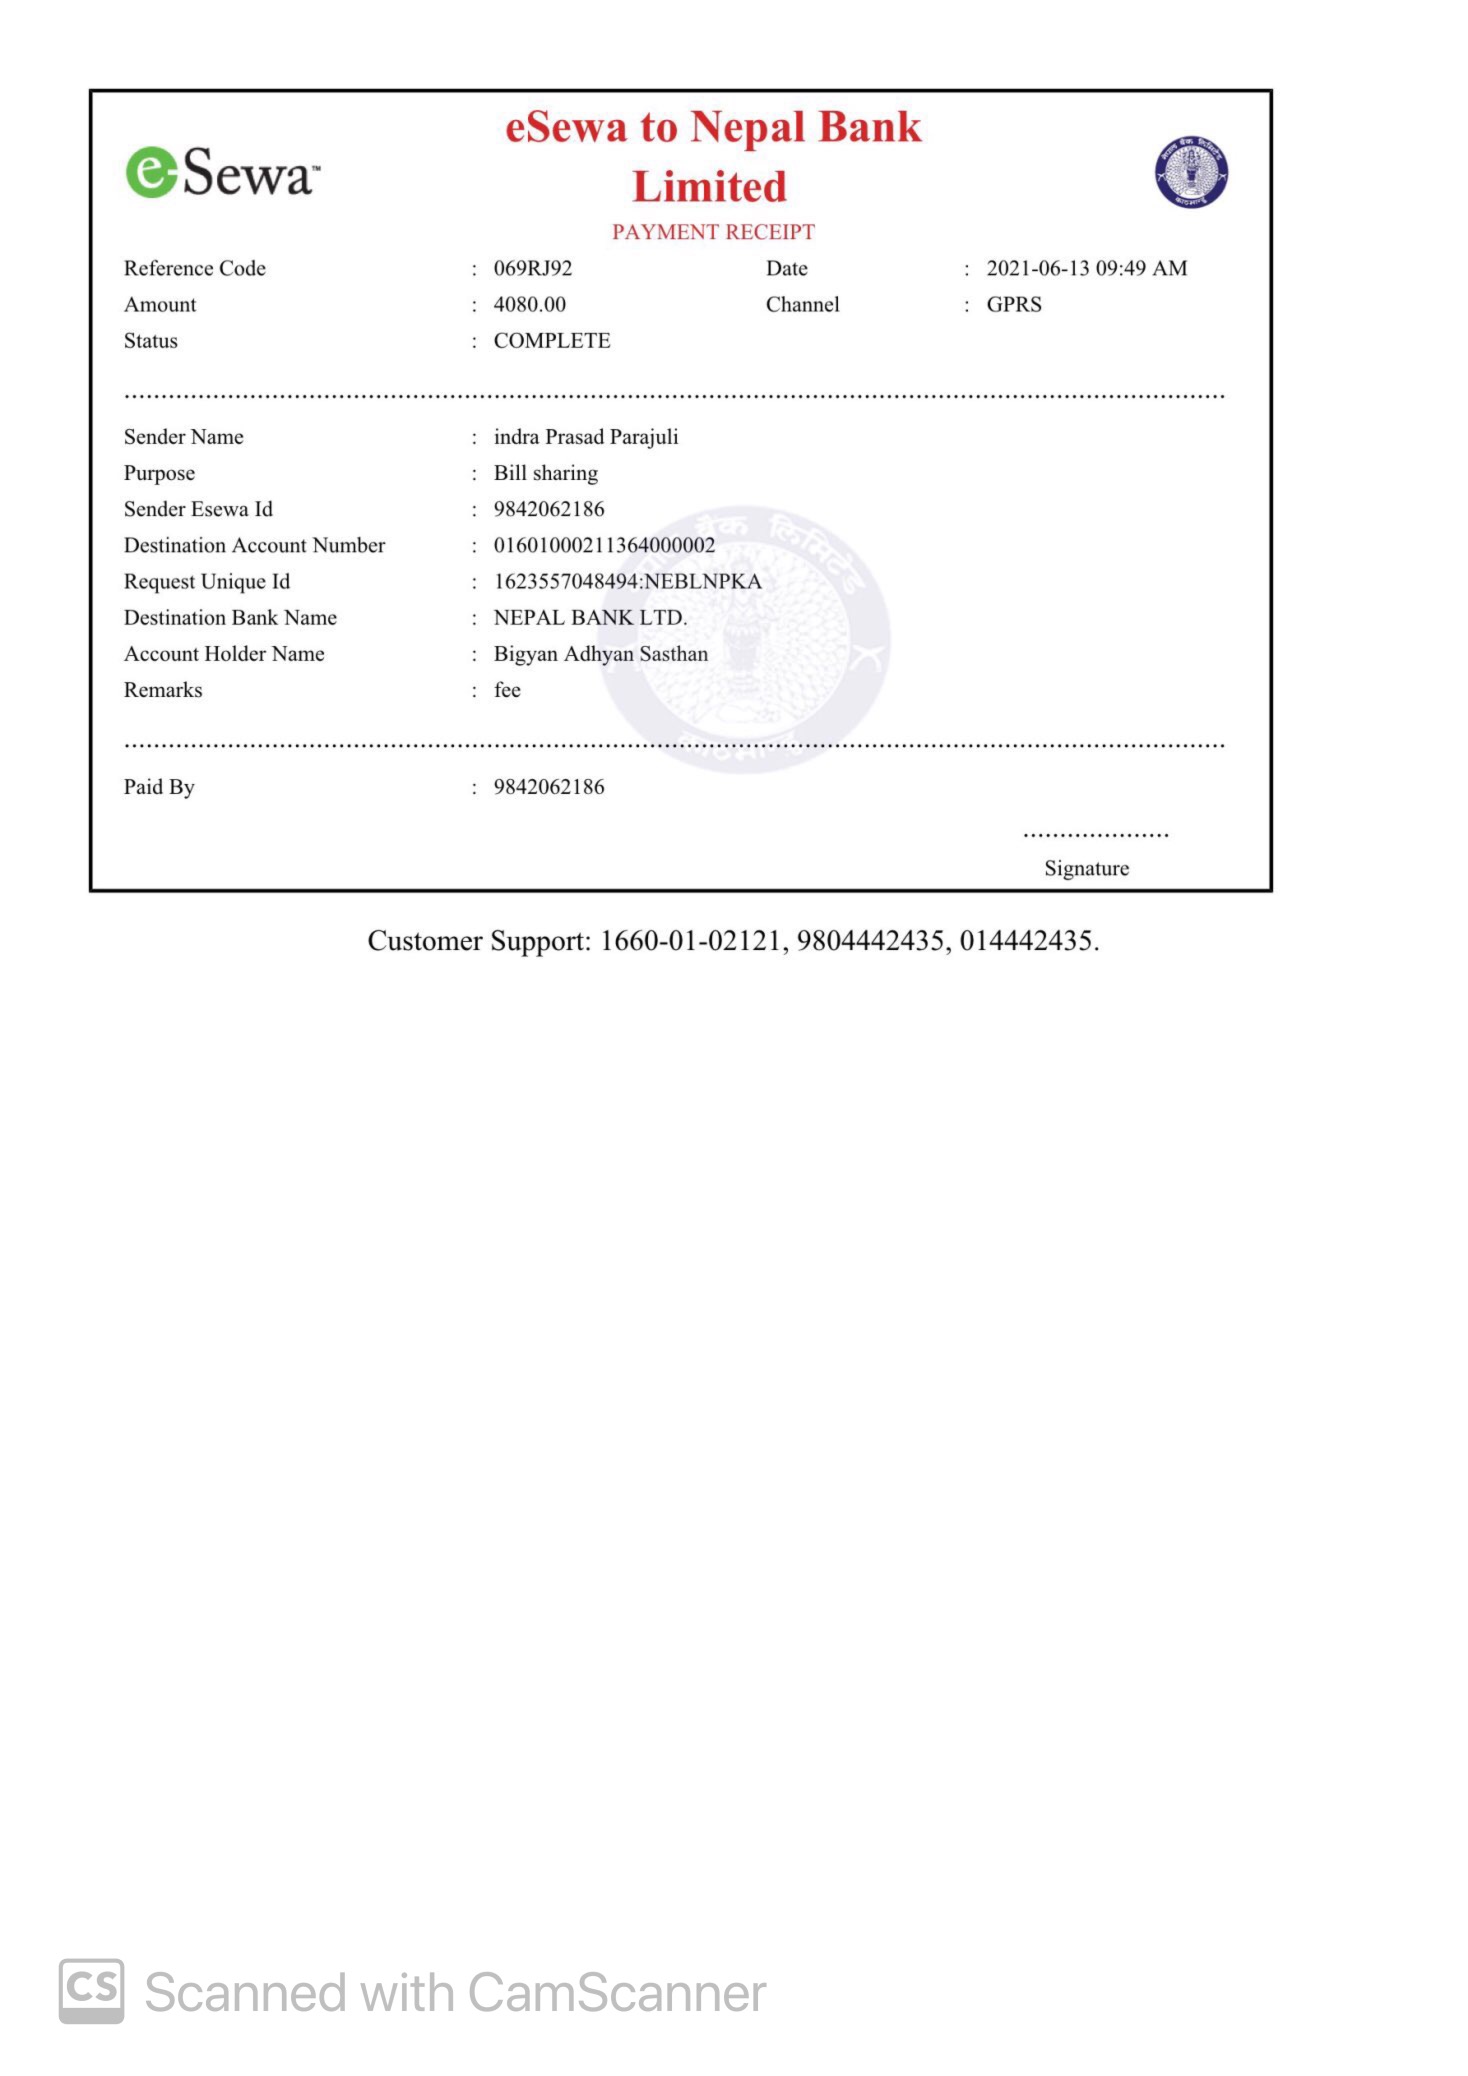 eSewa to Nepal Bank
Limited
PAYMENT RECEIPT
e-Sewa™
नेपाल बैंक लिमिटेड
काठमाण्डू
Reference Code : 069RJ92 Date : 2021-06-13 09:49 AM
Amount : 4080.00 Channel : GPRS
Status : COMPLETE
Sender Name : indra Prasad Parajuli
Purpose : Bill sharing
Sender Esewa Id : 9842062186
Destination Account Number : 01601000211364000002
Request Unique Id : 1623557048494:NEBLNPKA
Destination Bank Name : NEPAL BANK LTD.
Account Holder Name : Bigyan Adhyan Sasthan
Remarks : fee
Paid By : 9842062186
Signature
Customer Support: 1660-01-02121, 9804442435, 014442435.
CS Scanned with CamScanner